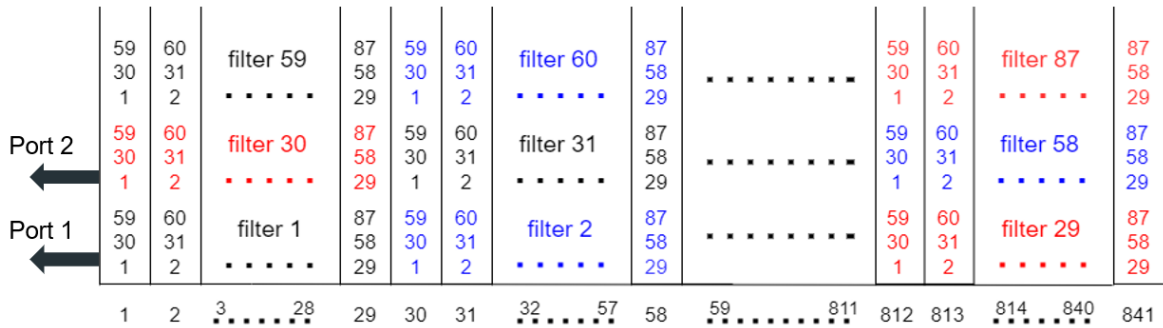 59 60 87 59 60 87 59 60 87
30 31 filter 59 58 30 31 filter 60 58 30 31 filter 87 58
1 2 29 1 2 29 1 2 29
Port 2
59 60 87 59 60 87 59 60 87
30 31 filter 30 58 30 31 filter 31 58 30 31 filter 58 58
1 2 29 1 2 29 1 2 29
Port 1
59 60 87 59 60 87 59 60 87
30 31 filter 1 58 30 31 filter 2 58 30 31 filter 29 58
1 2 29 1 2 29 1 2 29
1 2 3 28 29 30 31 32 57 58 59 811 812 813 814 840 841